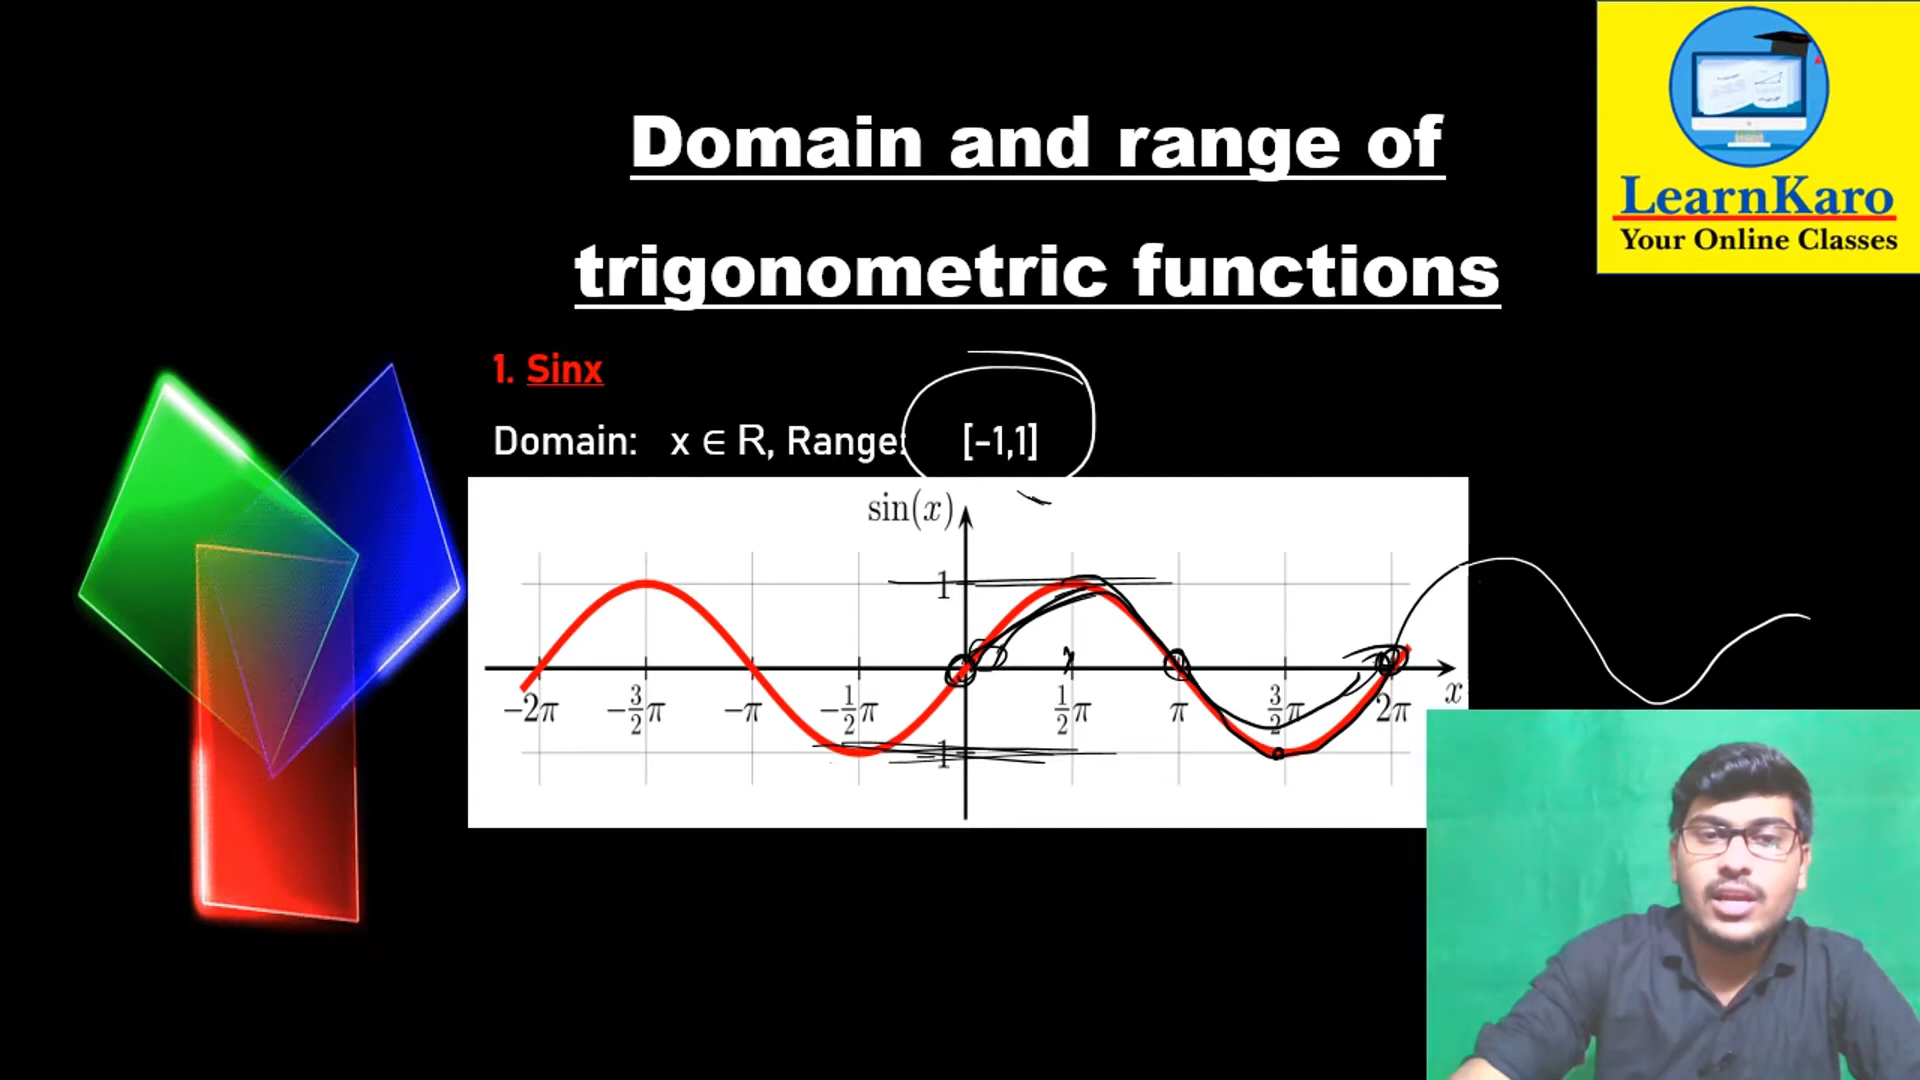 Domain and range of
trigonometric functions
LearnKaro
Your Online Classes
1. Sinx
Domain: x ∈ R, Range: [-1,1]
sin(x)
1
-2π -3/2π -π -1/2π 1/2π π 3/2π 2π x
1